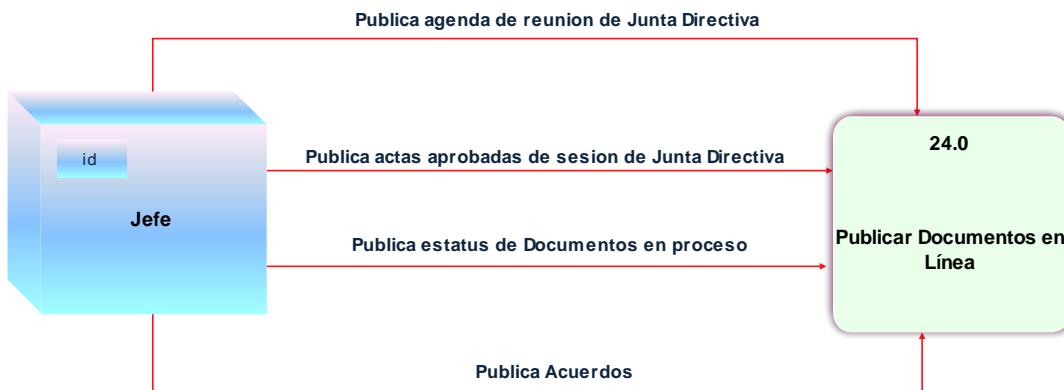 Publica agenda de reunion de Junta Directiva
id
Jefe
Publica actas aprobadas de sesion de Junta Directiva
Publica estatus de Documentos en proceso
24.0
Publicar Documentos en
Línea
Publica Acuerdos